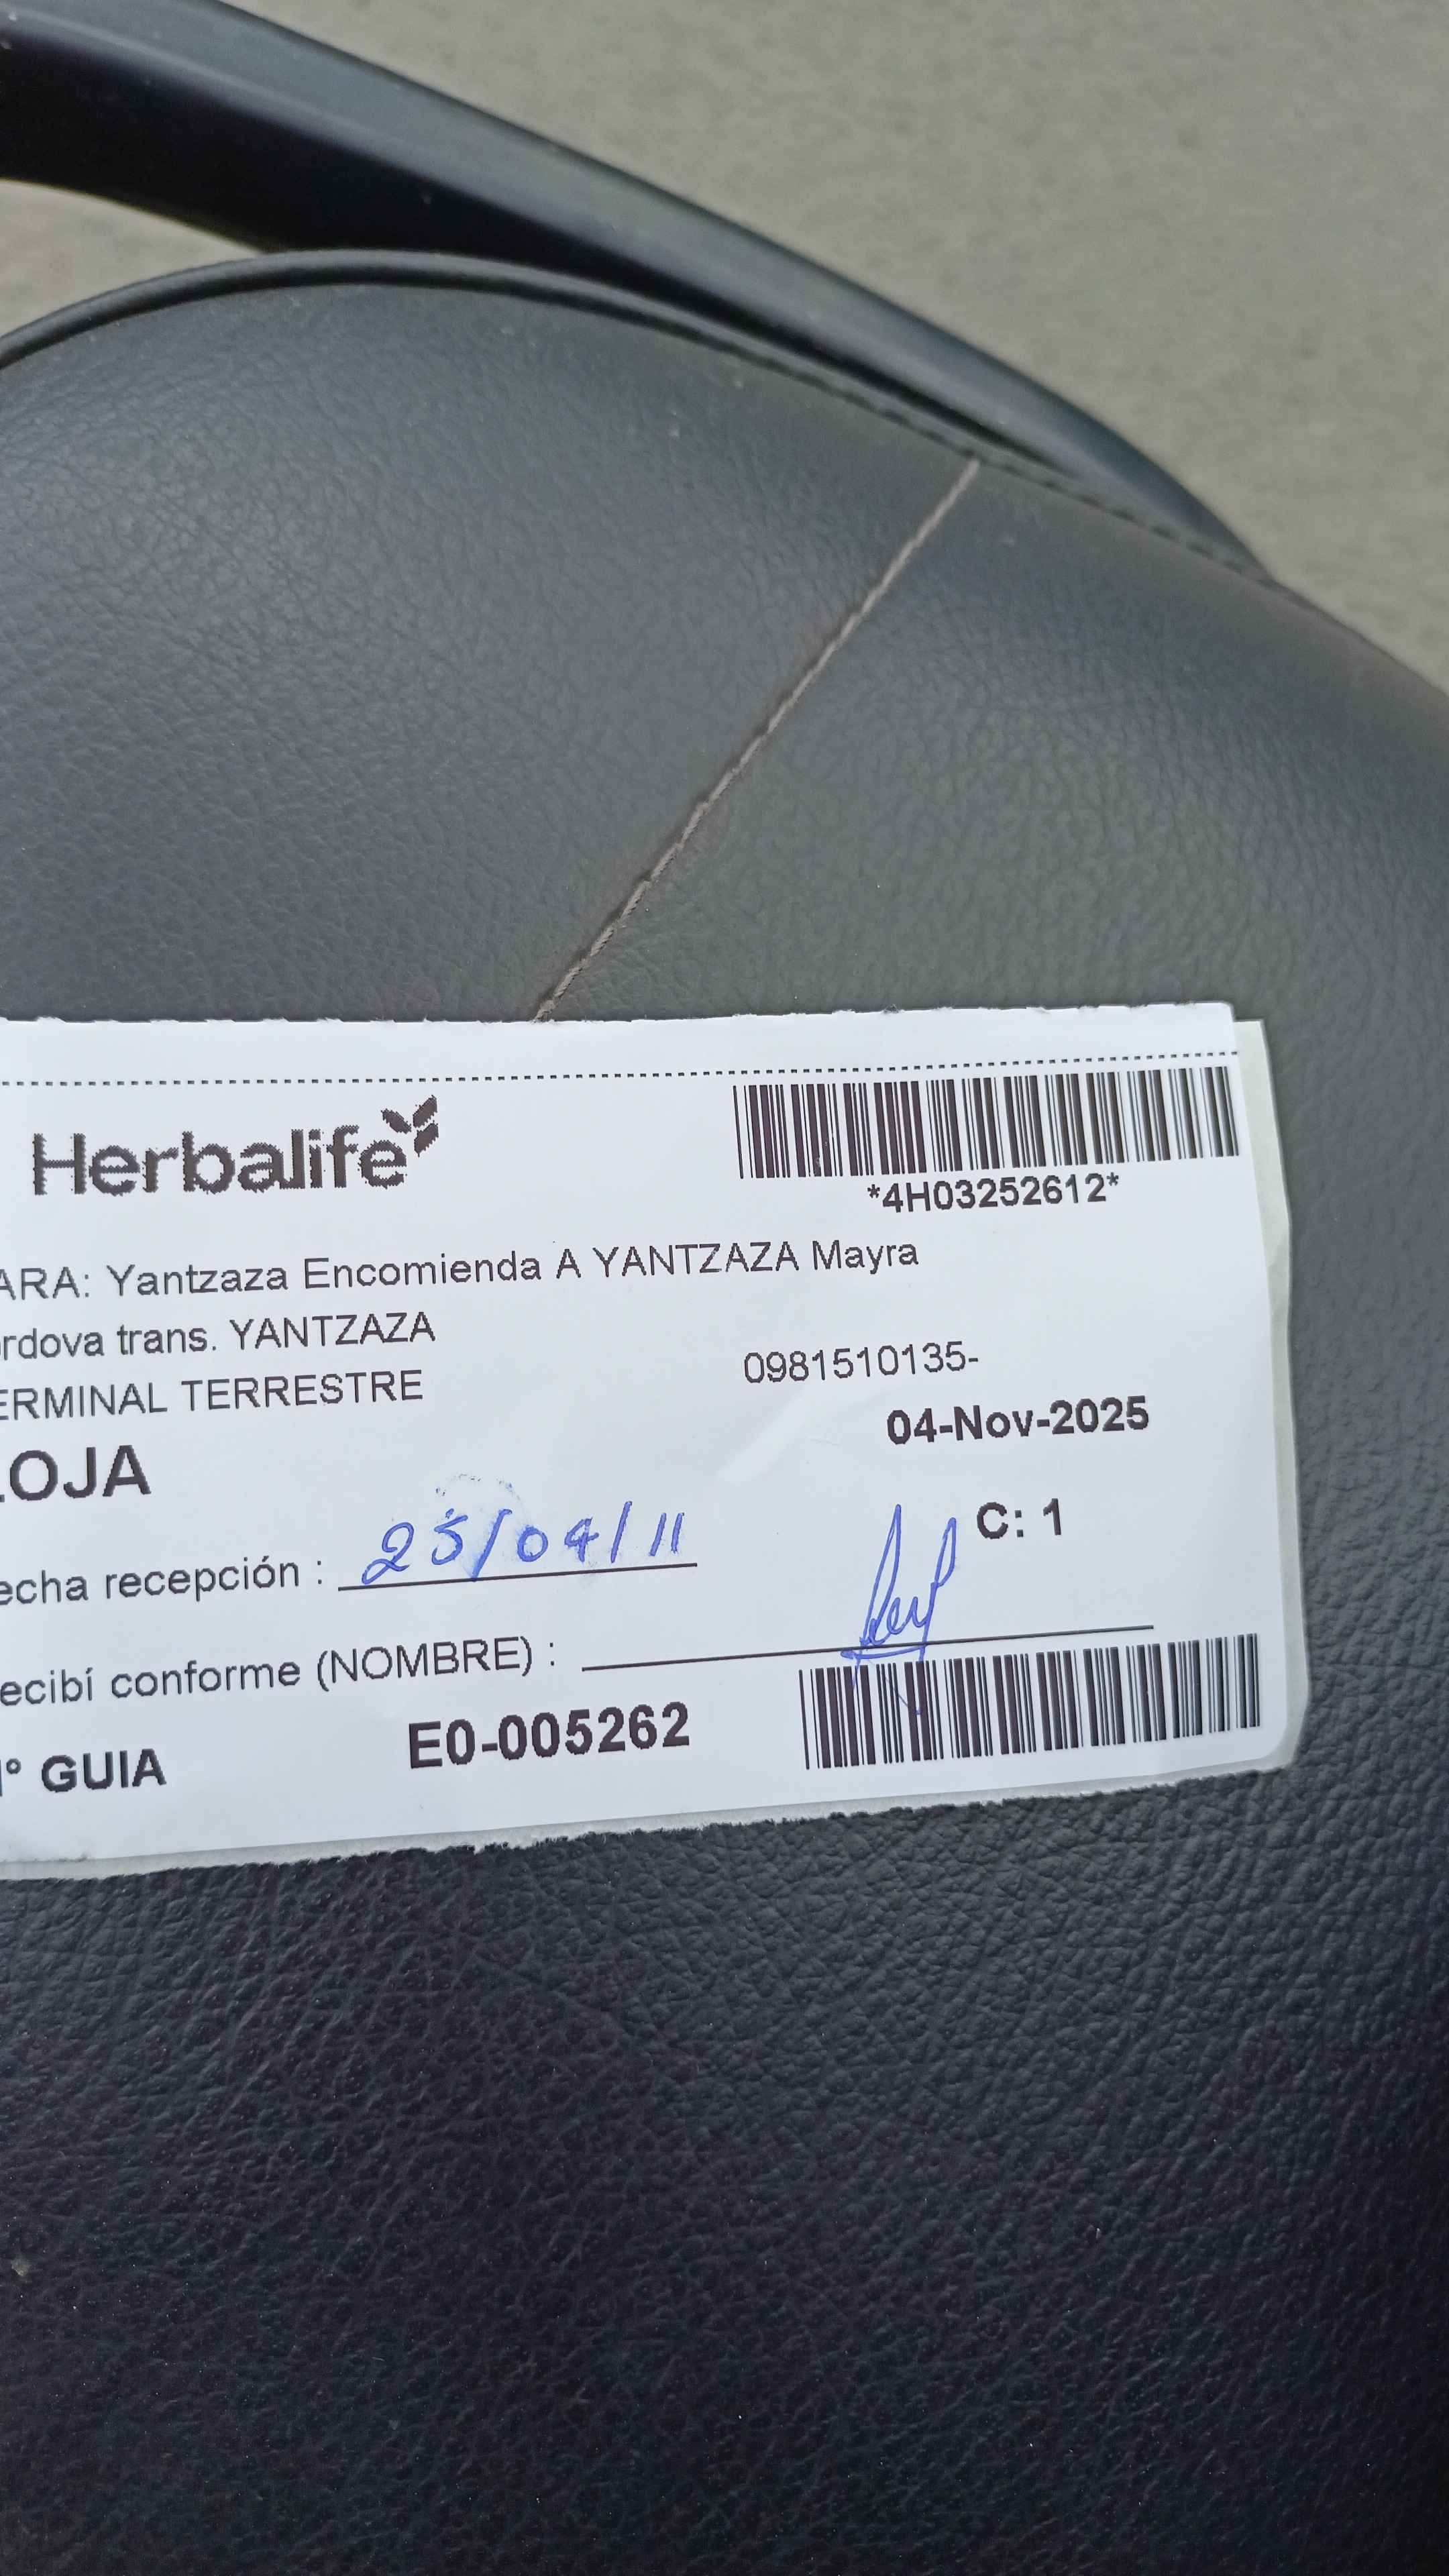 Herbalife
*4H03252612*
ARA: Yantzaza Encomienda A YANTZAZA Mayra
rdova trans. YANTZAZA
0981510135-
ERMINAL TERRESTRE
04-Nov-2025
LOJA
C: 1
echa recepción : 25/04/11
ecibí conforme (NOMBRE) :
N° GUIA E0-005262